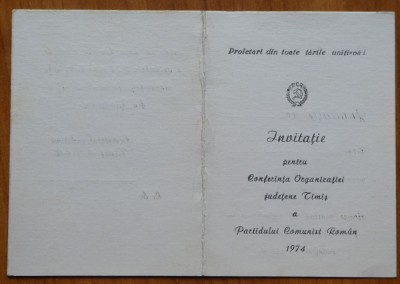 Proletari din toate țările uniți-vă!
Invitație
pentru
Conferința Organizației
județene Timiș
a
Partidului Comunist Român
1974